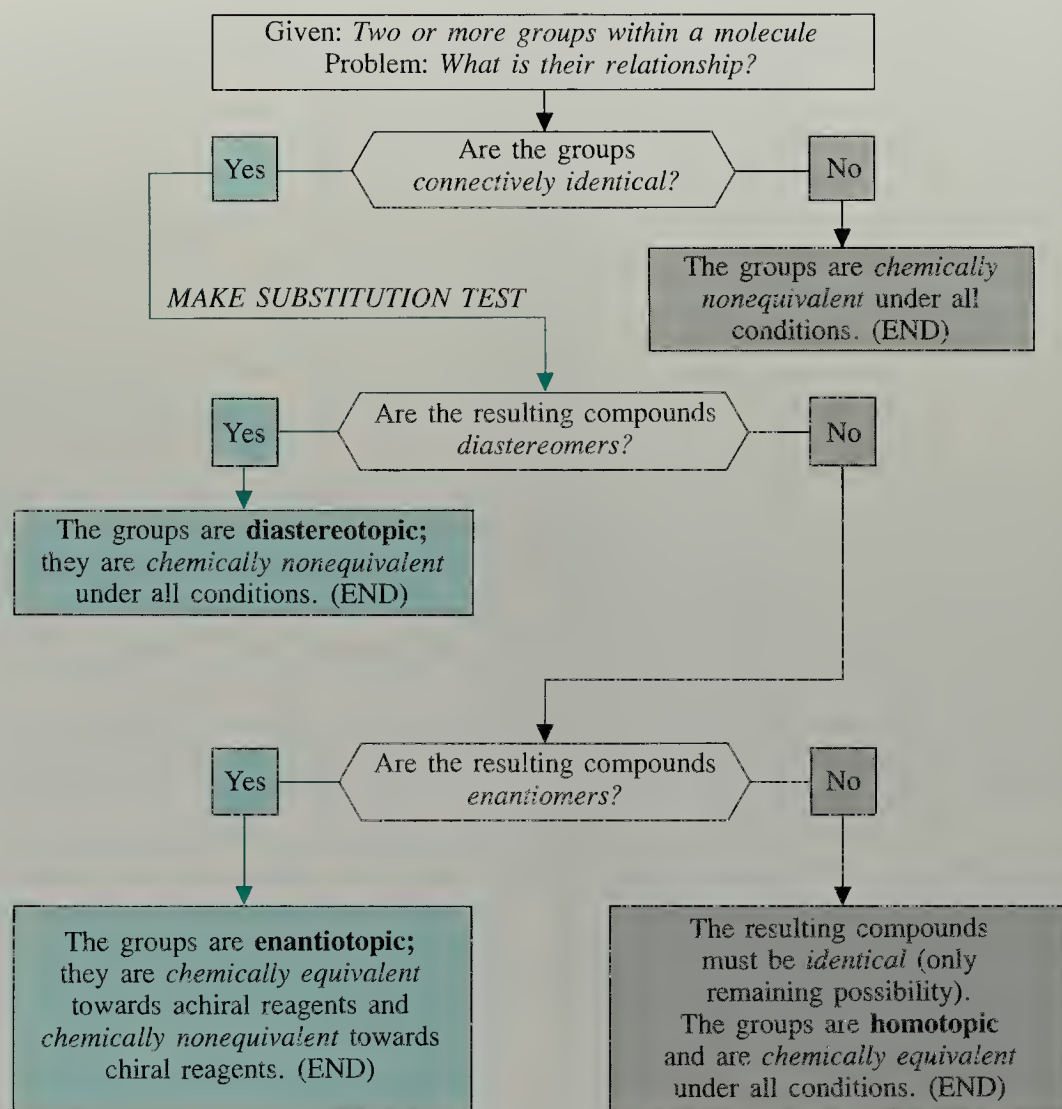 Given: Two or more groups within a molecule
Problem: What is their relationship?
Yes
Are the groups
connectively identical?
No
The groups are chemically
nonequivalent under all
conditions. (END)
MAKE SUBSTITUTION TEST
Yes
Are the resulting compounds
diastereomers?
No
The groups are diastereotopic;
they are chemically nonequivalent
under all conditions. (END)
Yes
Are the resulting compounds
enantiomers?
No
The groups are enantiotopic;
they are chemically equivalent
towards achiral reagents and
chemically nonequivalent towards
chiral reagents. (END)
The resulting compounds
must be identical (only
remaining possibility).
The groups are homotopic
and are chemically equivalent
under all conditions. (END)